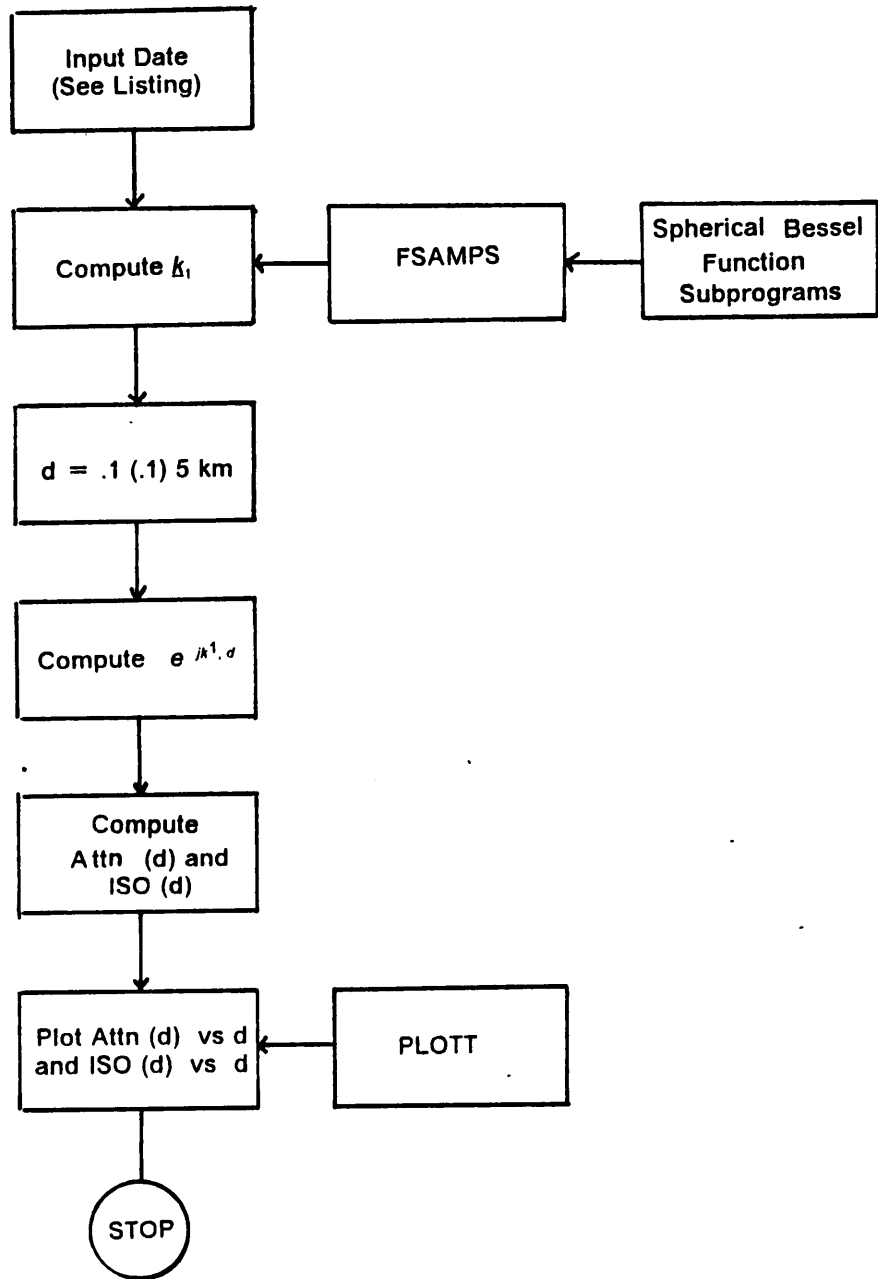 Input Date
(See Listing)
Compute k₁
FSAMPS
Spherical Bessel
Function
Subprograms
d = .1 (.1) 5 km
Compute e ^jk¹·d
Compute
Attn (d) and
ISO (d)
Plot Attn (d) vs d
and ISO (d) vs d
PLOTT
STOP